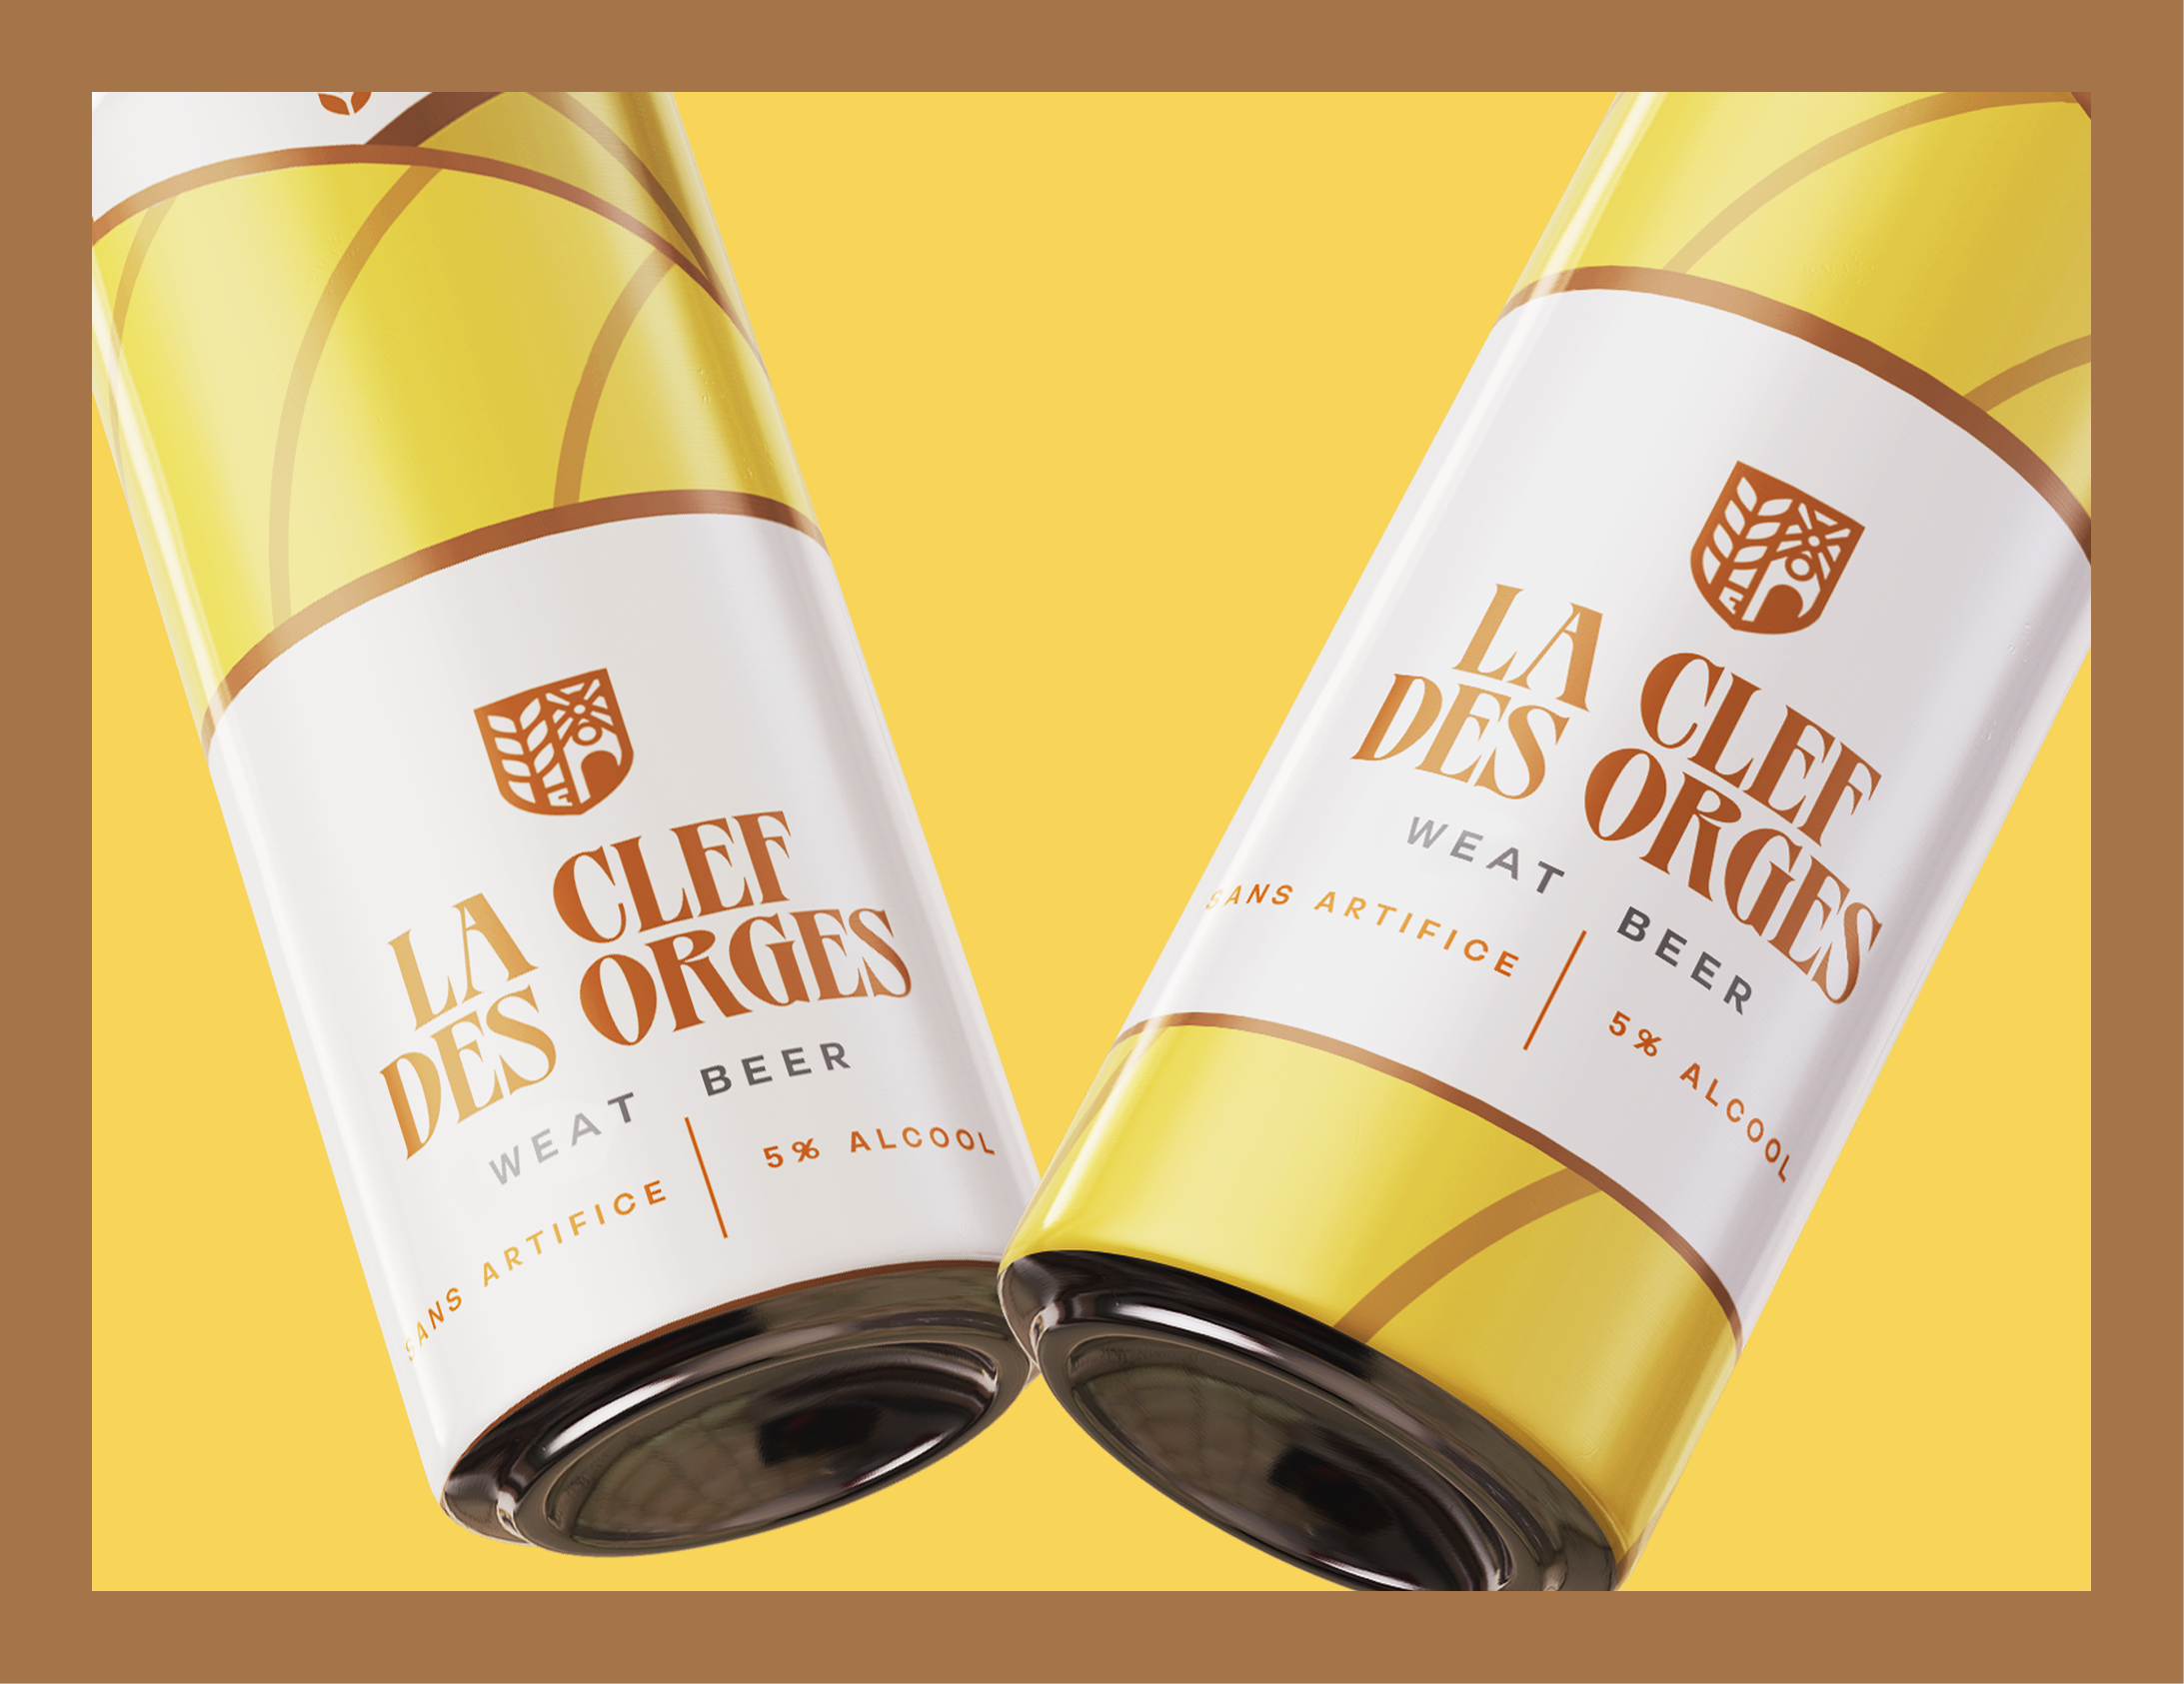 LA CLEF
DES ORGES
WEAT BEER
SANS ARTIFICE | 5% ALCOOL
LA CLEF
DES ORGES
WEAT BEER
SANS ARTIFICE | 5% ALCOOL